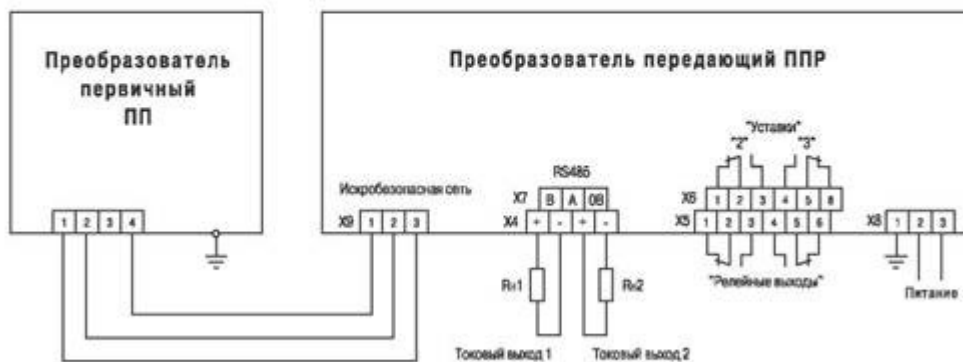 Преобразователь
первичный
ПП
1 2 3 4
Преобразователь передающий ППР
Искробезопасная сеть
X9 1 2 3
RS485
X7 B A 0B
X4 + - + -
Rн1
Rн2
Токовый выход 1
Токовый выход 2
"Уставки"
"2" "3"
X6 1 2 3 4 5 6
X5 1 2 3 4 5 6
"Релейные выходы"
X8 1 2 3
Питание